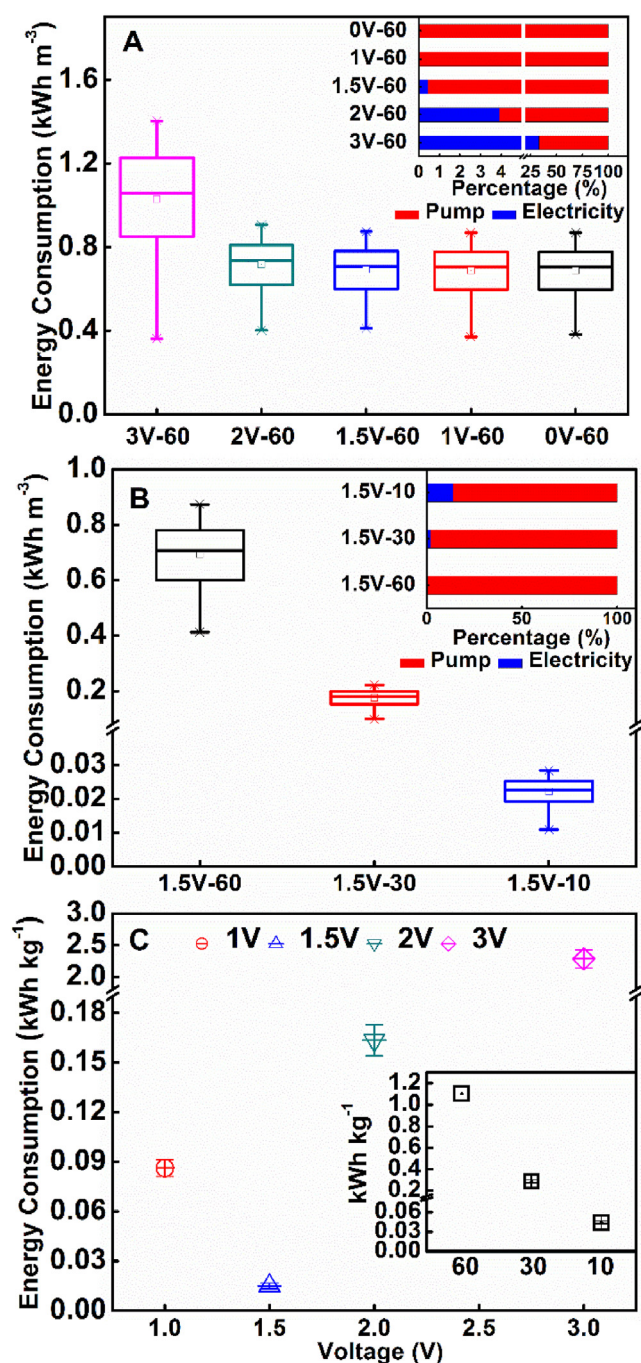 A
Energy Consumption (kWh m⁻³)
1.6
1.2
0.8
0.4
0.0
3V-60 2V-60 1.5V-60 1V-60 0V-60
0V-60
1V-60
1.5V-60
2V-60
3V-60
0 1 2 3 4 25 50 75 100
Percentage (%)
Pump Electricity
B
Energy Consumption (kWh m⁻³)
1.0
0.8
0.6
0.4
0.2
0.03
0.02
0.01
0.00
1.5V-60 1.5V-30 1.5V-10
1.5V-10
1.5V-30
1.5V-60
0 50 100
Percentage (%)
Pump Electricity
C 1V 1.5V 2V 3V
Energy Consumption (kWh kg⁻¹)
3.0
2.5
2.0
0.18
0.15
0.12
0.09
0.06
0.03
0.00
1.0 1.5 2.0 2.5 3.0
Voltage (V)
kWh kg⁻¹
1.2
1.0
0.8
0.6
0.4
0.2
0.06
0.03
0.00
60 30 10